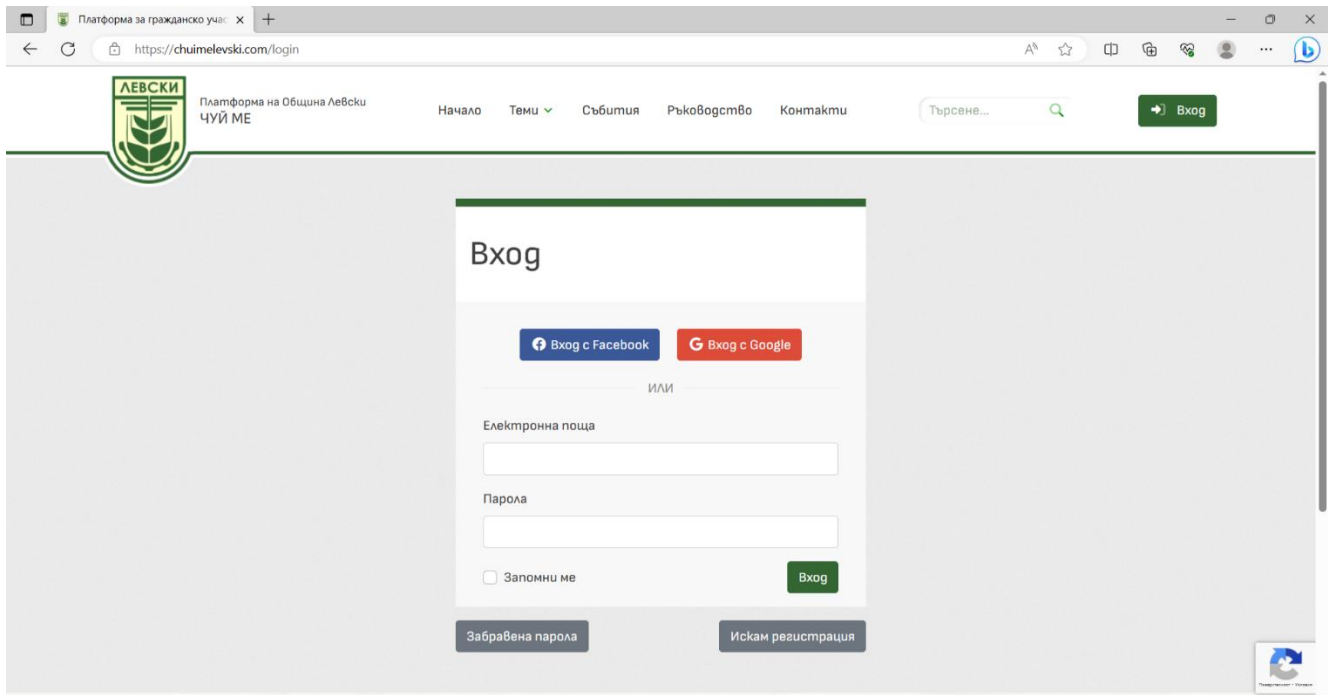 Платформа за гражданско учас
https://chuimelevski.com/login
ЛЕВСКИ
Платформа на Община Левски
ЧУЙ МЕ
Начало Теми Събития Ръководство Контакти Търсене... Вход
Вход
Вход с Facebook Вход с Google
ИЛИ
Електронна поща
Парола
Запомни ме Вход
Забравена парола Искам регистрация